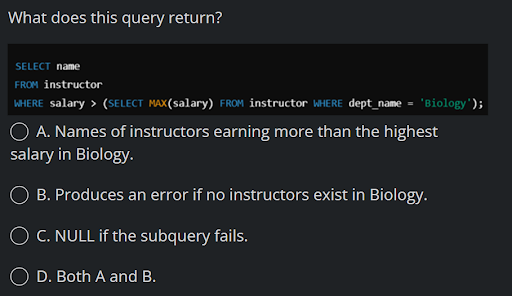 What does this query return?
SELECT name
FROM instructor
WHERE salary > (SELECT MAX(salary) FROM instructor WHERE dept_name = 'Biology');
A. Names of instructors earning more than the highest
salary in Biology.
B. Produces an error if no instructors exist in Biology.
C. NULL if the subquery fails.
D. Both A and B.